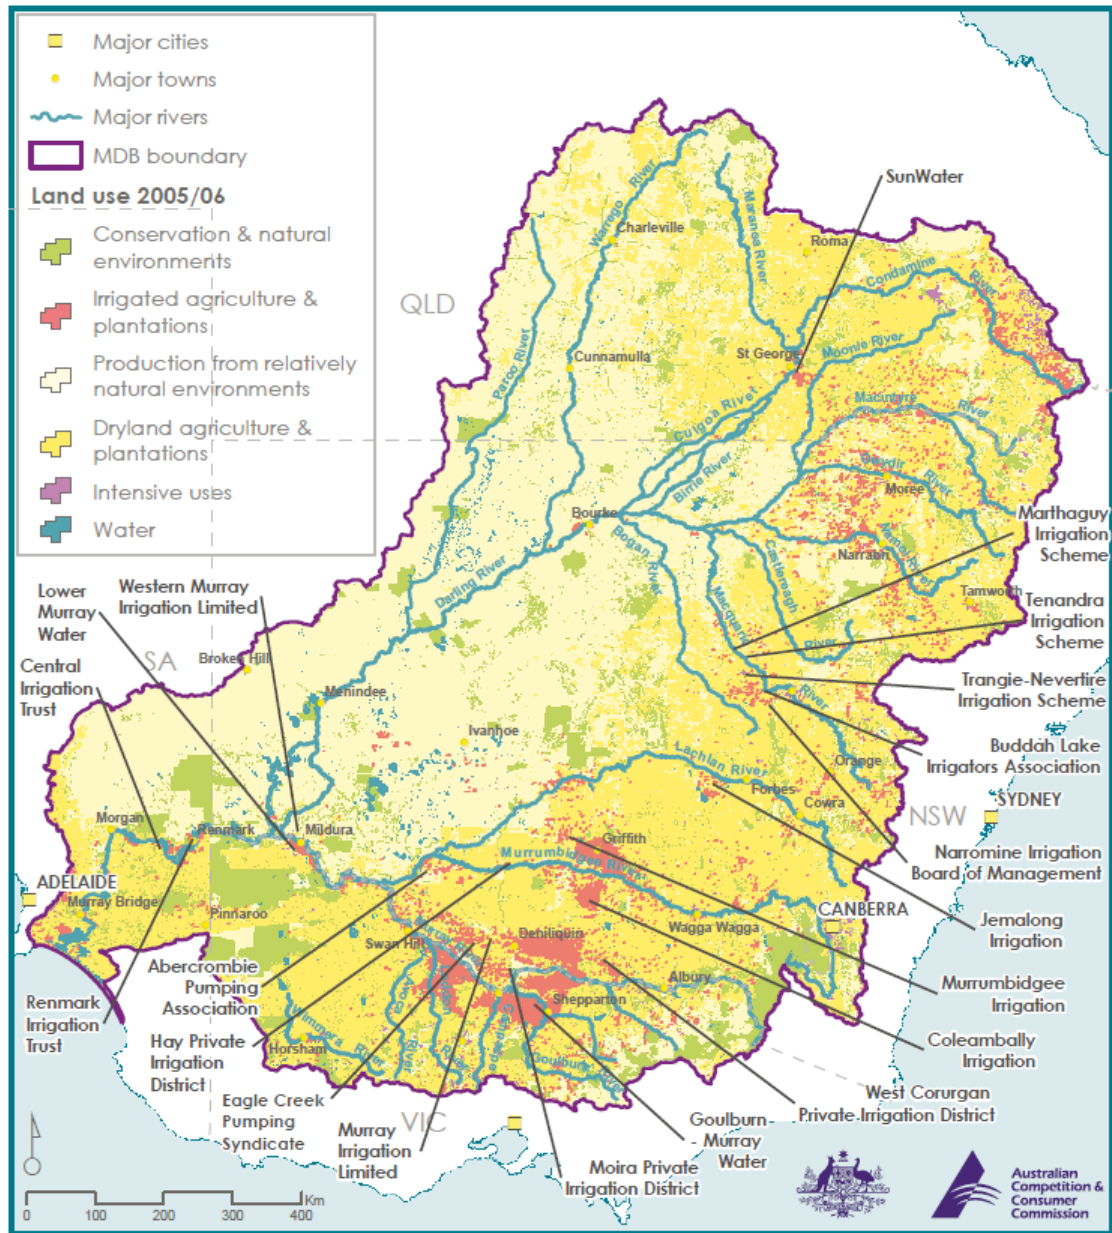 Major cities
Major towns
Major rivers
MDB boundary
Land use 2005/06
Conservation & natural
environments
Irrigated agriculture &
plantations
Production from relatively
natural environments
Dryland agriculture &
plantations
Intensive uses
Water
SunWater
Warrego River
Charleville
Maranoa River
Roma
Condamine River
QLD
Paroo River
Cunnamulla
St George
Moonie River
Macintyre River
Culgoa River
Birrie River
Gwydir River
Moree
Bourke
Bogan River
Marthaguy
Irrigation
Scheme
Narrabri
Namoi River
Castlereagh River
Macquarie River
Darling River
Tamworth
Tenandra
Irrigation
Scheme
Lower
Murray
Water
Western Murray
Irrigation Limited
SA
Broken Hill
Central
Irrigation
Trust
Menindee
Trangie-Nevertire
Irrigation Scheme
Ivanhoe
Lachlan River
Orange
Buddah Lake
Irrigators Association
Forbes
Cowra
SYDNEY
NSW
Morgan
Renmark
Mildura
Griffith
Murrumbidgee River
Narromine Irrigation
Board of Management
ADELAIDE
Murray Bridge
Pinnaroo
CANBERRA
Wagga Wagga
Jemalong
Irrigation
Swan Hill
Murray River
Deniliquin
Abercrombie
Pumping
Association
Albury
Murrumbidgee
Irrigation
Renmark
Irrigation
Trust
Avoca River
Loddon River
Campaspe
Shepparton
Wimmera River
Horsham
Goulburn River
Hay Private
Irrigation
District
Coleambally
Irrigation
Eagle Creek
Pumping
Syndicate
West Corurgan
Private Irrigation District
VIC
Murray
Irrigation
Limited
Goulburn
- Murray
Water
Moira Private
Irrigation District
Km
0 100 200 300 400
Australian
Competition &
Consumer
Commission